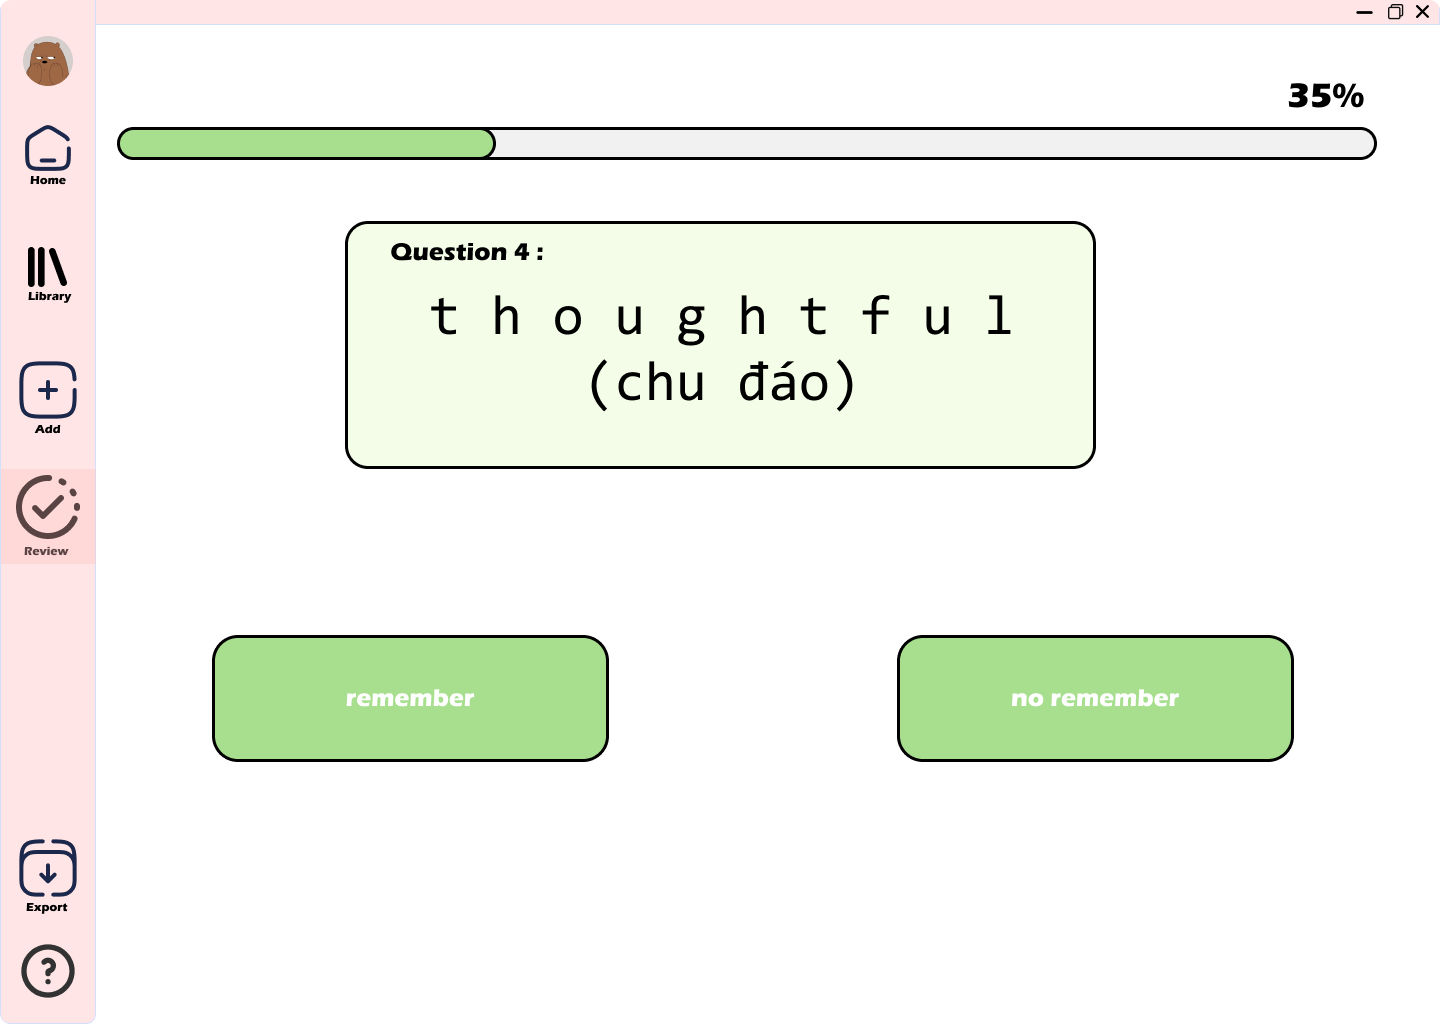 35%
Home
Library
Add
Review
Export
?
Question 4 :
t h o u g h t f u l
(chu đáo)
remember
no remember